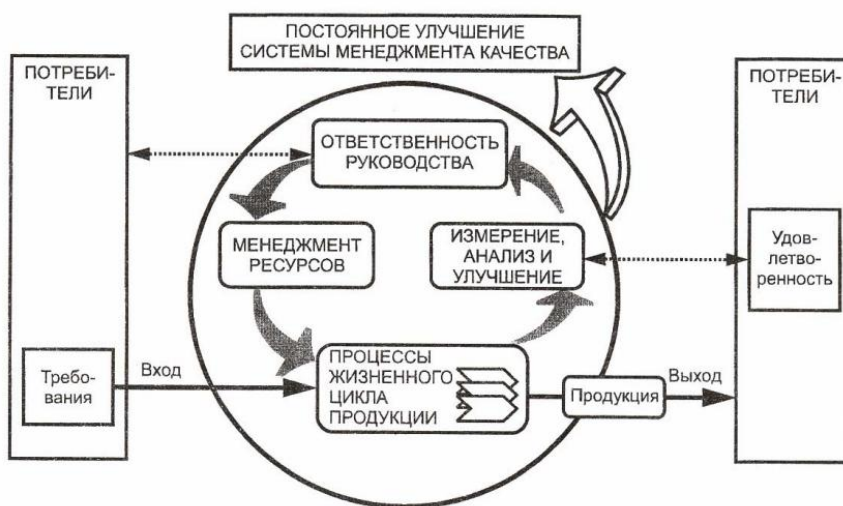 ПОСТОЯННОЕ УЛУЧШЕНИЕ
СИСТЕМЫ МЕНЕДЖМЕНТА КАЧЕСТВА
ПОТРЕБИ-
ТЕЛИ
ПОТРЕБИ-
ТЕЛИ
ОТВЕТСТВЕННОСТЬ
РУКОВОДСТВА
МЕНЕДЖМЕНТ
РЕСУРСОВ
ИЗМЕРЕНИЕ,
АНАЛИЗ И
УЛУЧШЕНИЕ
Удов-
летво-
ренность
Требо-
вания
Вход
ПРОЦЕССЫ
ЖИЗНЕННОГО
ЦИКЛА
ПРОДУКЦИИ
Продукция
Выход